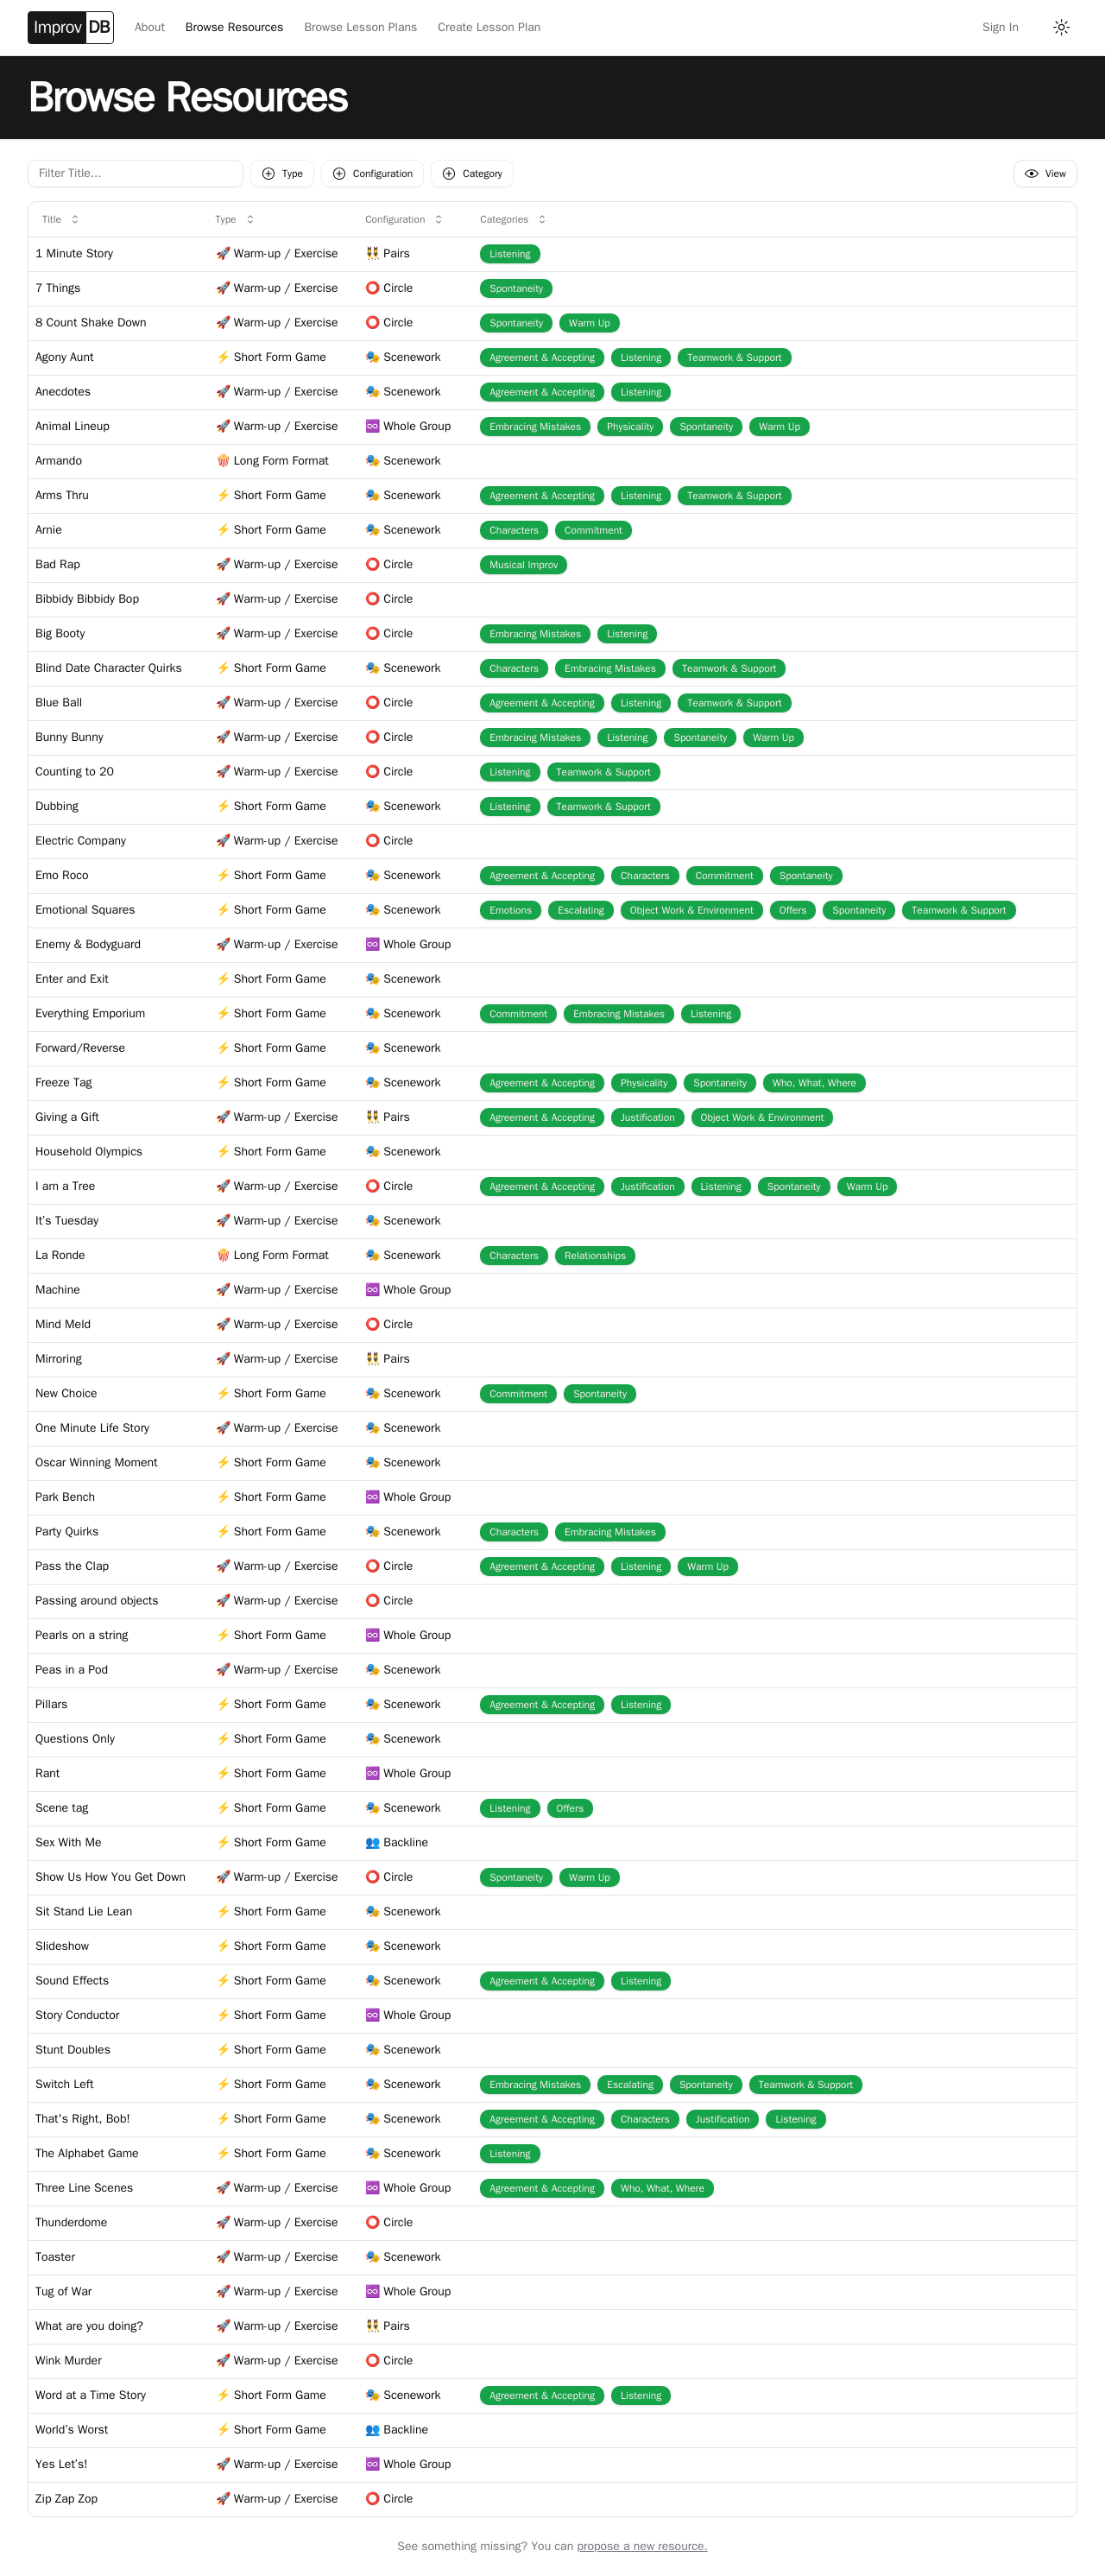 Improv DB About Browse Resources Browse Lesson Plans Create Lesson Plan Sign In
Browse Resources
Filter Title... Type Configuration Category View
Title Type Configuration Categories
1 Minute Story Warm-up / Exercise Pairs Listening
7 Things Warm-up / Exercise Circle Spontaneity
8 Count Shake Down Warm-up / Exercise Circle Spontaneity Warm Up
Agony Aunt Short Form Game Scenework Agreement & Accepting Listening Teamwork & Support
Anecdotes Warm-up / Exercise Scenework Agreement & Accepting Listening
Animal Lineup Warm-up / Exercise Whole Group Embracing Mistakes Physicality Spontaneity Warm Up
Armando Long Form Format Scenework
Arms Thru Short Form Game Scenework Agreement & Accepting Listening Teamwork & Support
Arnie Short Form Game Scenework Characters Commitment
Bad Rap Warm-up / Exercise Circle Musical Improv
Bibbidy Bibbidy Bop Warm-up / Exercise Circle
Big Booty Warm-up / Exercise Circle Embracing Mistakes Listening
Blind Date Character Quirks Short Form Game Scenework Characters Embracing Mistakes Teamwork & Support
Blue Ball Warm-up / Exercise Circle Agreement & Accepting Listening Teamwork & Support
Bunny Bunny Warm-up / Exercise Circle Embracing Mistakes Listening Spontaneity Warm Up
Counting to 20 Warm-up / Exercise Circle Listening Teamwork & Support
Dubbing Short Form Game Scenework Listening Teamwork & Support
Electric Company Warm-up / Exercise Circle
Emo Roco Short Form Game Scenework Agreement & Accepting Characters Commitment Spontaneity
Emotional Squares Short Form Game Scenework Emotions Escalating Object Work & Environment Offers Spontaneity Teamwork & Support
Enemy & Bodyguard Warm-up / Exercise Whole Group
Enter and Exit Short Form Game Scenework
Everything Emporium Short Form Game Scenework Commitment Embracing Mistakes Listening
Forward/Reverse Short Form Game Scenework
Freeze Tag Short Form Game Scenework Agreement & Accepting Physicality Spontaneity Who, What, Where
Giving a Gift Warm-up / Exercise Pairs Agreement & Accepting Justification Object Work & Environment
Household Olympics Short Form Game Scenework
I am a Tree Warm-up / Exercise Circle Agreement & Accepting Justification Listening Spontaneity Warm Up
It's Tuesday Warm-up / Exercise Scenework
La Ronde Long Form Format Scenework Characters Relationships
Machine Warm-up / Exercise Whole Group
Mind Meld Warm-up / Exercise Circle
Mirroring Warm-up / Exercise Pairs
New Choice Short Form Game Scenework Commitment Spontaneity
One Minute Life Story Warm-up / Exercise Scenework
Oscar Winning Moment Short Form Game Scenework
Park Bench Short Form Game Whole Group
Party Quirks Short Form Game Scenework Characters Embracing Mistakes
Pass the Clap Warm-up / Exercise Circle Agreement & Accepting Listening Warm Up
Passing around objects Warm-up / Exercise Circle
Pearls on a string Short Form Game Whole Group
Peas in a Pod Warm-up / Exercise Scenework
Pillars Short Form Game Scenework Agreement & Accepting Listening
Questions Only Short Form Game Scenework
Rant Short Form Game Whole Group
Scene tag Short Form Game Scenework Listening Offers
Sex With Me Short Form Game Backline
Show Us How You Get Down Warm-up / Exercise Circle Spontaneity Warm Up
Sit Stand Lie Lean Short Form Game Scenework
Slideshow Short Form Game Scenework
Sound Effects Short Form Game Scenework Agreement & Accepting Listening
Story Conductor Short Form Game Whole Group
Stunt Doubles Short Form Game Scenework
Switch Left Short Form Game Scenework Embracing Mistakes Escalating Spontaneity Teamwork & Support
That's Right, Bob! Short Form Game Scenework Agreement & Accepting Characters Justification Listening
The Alphabet Game Short Form Game Scenework Listening
Three Line Scenes Warm-up / Exercise Whole Group Agreement & Accepting Who, What, Where
Thunderdome Warm-up / Exercise Circle
Toaster Warm-up / Exercise Scenework
Tug of War Warm-up / Exercise Whole Group
What are you doing? Warm-up / Exercise Pairs
Wink Murder Warm-up / Exercise Circle
Word at a Time Story Short Form Game Scenework Agreement & Accepting Listening
World's Worst Short Form Game Backline
Yes Let's! Warm-up / Exercise Whole Group
Zip Zap Zop Warm-up / Exercise Circle
See something missing? You can propose a new resource.